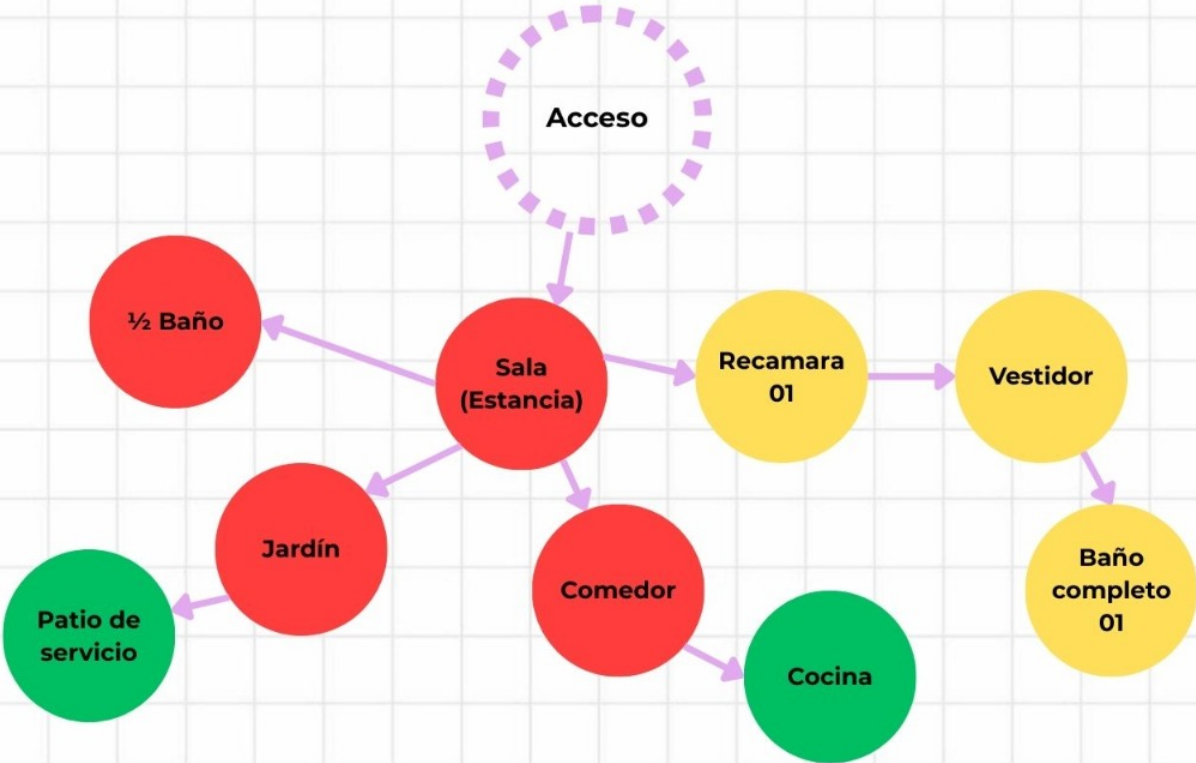 Acceso
½ Baño
Sala
(Estancia)
Recamara
01
Vestidor
Jardín
Comedor
Baño
completo
01
Patio de
servicio
Cocina